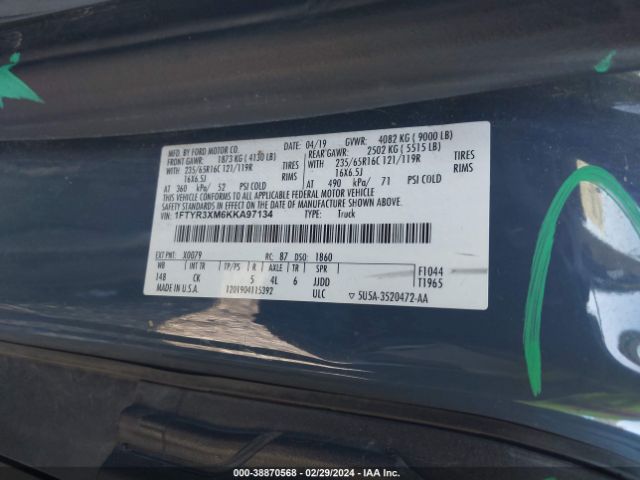 MFD. BY FORD MOTOR CO. DATE: 04/19 GVWR: 4082 KG ( 9000 LB)
FRONT GAWR: 1873 KG ( 4130 LB) REAR GAWR: 2502 KG ( 5515 LB)
WITH 235/65R16C 121/119R TIRES WITH 235/65R16C 121/119R TIRES
16X6.5J RIMS 16X6.5J RIMS
AT 360 kPa/ 52 PSI COLD AT 490 kPa/ 71 PSI COLD
THIS VEHICLE CONFORMS TO ALL APPLICABLE FEDERAL MOTOR VEHICLE
SAFETY STANDARDS IN EFFECT ON THE DATE OF MANUFACTURE SHOWN ABOVE.
VIN: 1FTYR3XM6KKA97134 TYPE: Truck
EXT PNT: X0079 RC: 87 DSO: 1B60
WB INT TR TP/PS R AXLE TR SPR F1044
148 CK 5 4L 6 JJDD T1965
MADE IN U.S.A 1201904115392 ULC 5U5A-3520472-AA
000-38870568 - 02/29/2024 - IAA Inc.